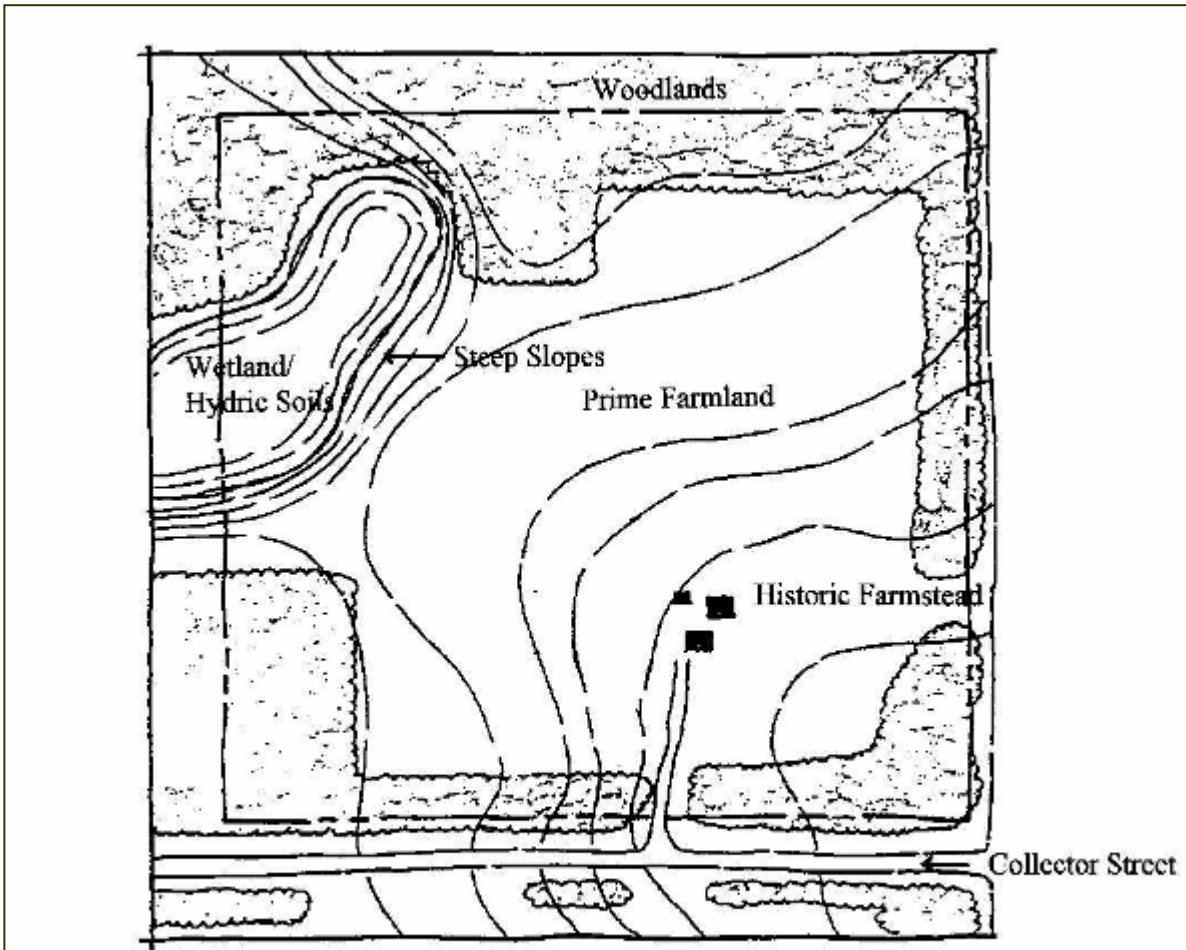 Woodlands
Wetland/
Hydric Soils
Steep Slopes
Prime Farmland
Historic Farmstead
Collector Street